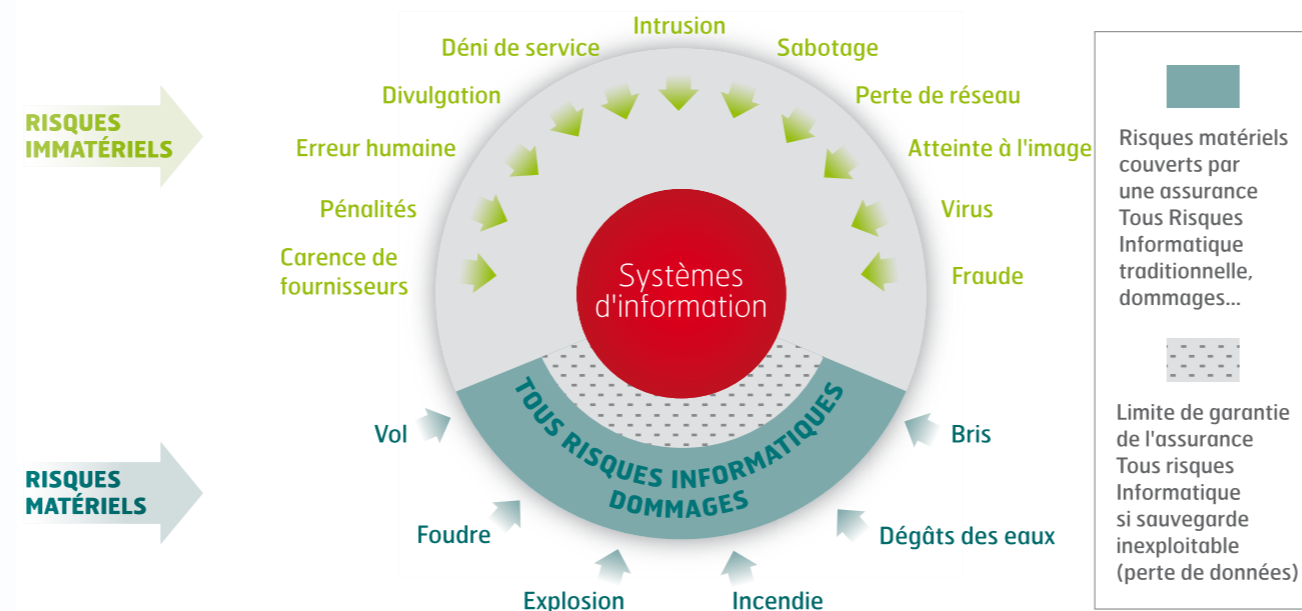 Intrusion
Déni de service
Sabotage
Divulgation
Perte de réseau
RISQUES
IMMATÉRIELS
Erreur humaine
Atteinte à l'image
Pénalités
Virus
Carence de
fournisseurs
Fraude
Systèmes
d'information
TOUS RISQUES INFORMATIQUES
DOMMAGES
RISQUES
MATÉRIELS
Vol
Bris
Foudre
Dégâts des eaux
Explosion
Incendie
Risques matériels
couverts par
une assurance
Tous Risques
Informatique
traditionnelle,
dommages...
Limite de garantie
de l'assurance
Tous risques
Informatique
si sauvegarde
inexploitable
(perte de données)